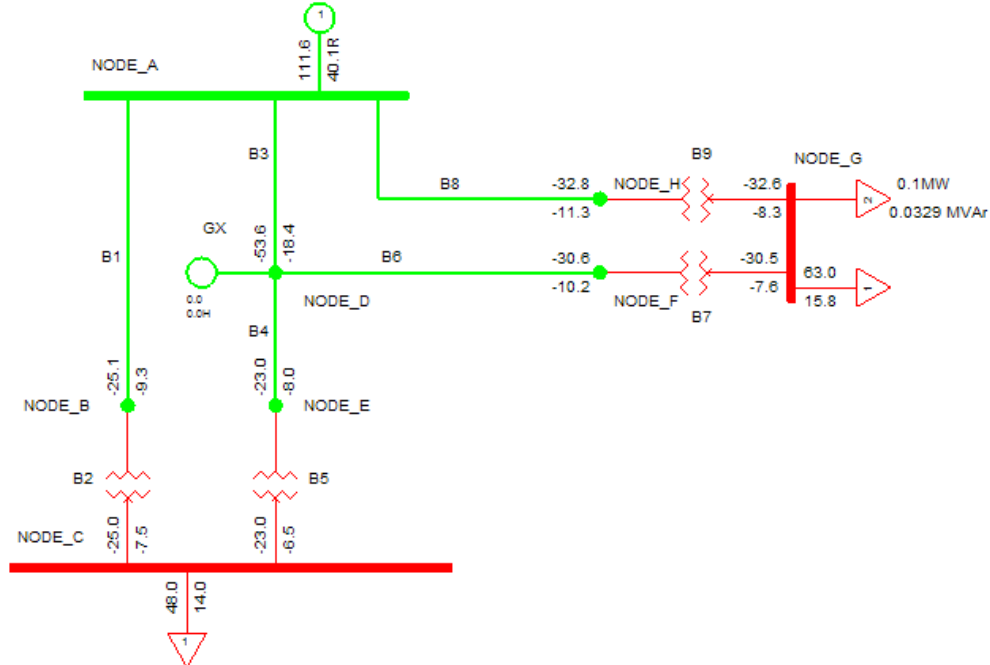 1
111.6
40.1R
NODE_A
B3
B9
NODE_G
B8
-32.8
NODE_H
-32.6
0.1MW
-11.3
-8.3
2
0.0329 MVAr
GX
-53.6
-18.4
B1
B6
-30.6
-30.5
63.0
0.0
0.0H
NODE_D
-10.2
NODE_F
-7.6
15.8
1
B4
B7
-25.1
-9.3
-23.0
-8.0
NODE_B
NODE_E
B2
B5
-25.0
-7.5
-23.0
-6.5
NODE_C
48.0
14.0
1